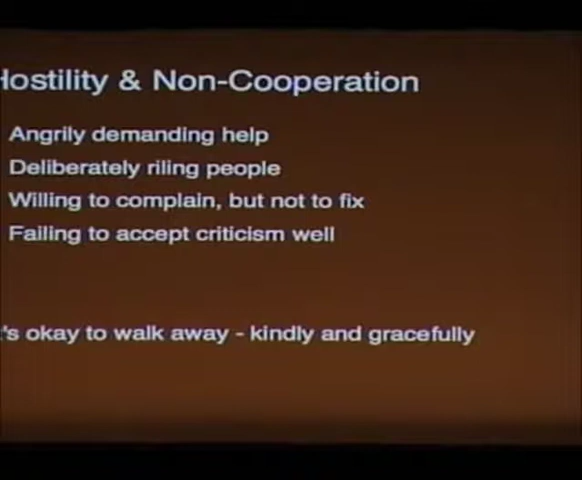 Hostility & Non-Cooperation
Angrily demanding help
Deliberately riling people
Willing to complain, but not to fix
Failing to accept criticism well
't's okay to walk away - kindly and gracefully